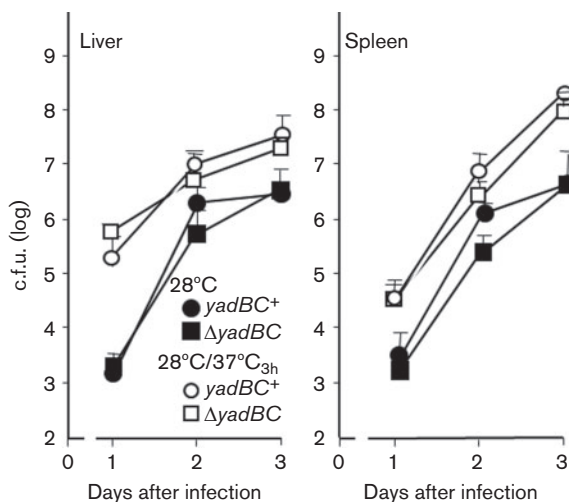 Liver
Spleen
9
8
7
6
5
4
3
2
c.f.u. (log)
28°C
yadBC+
ΔyadBC
28°C/37°C3h
yadBC+
ΔyadBC
0
1
2
3
Days after infection
9
8
7
6
5
4
3
2
0
1
2
3
Days after infection